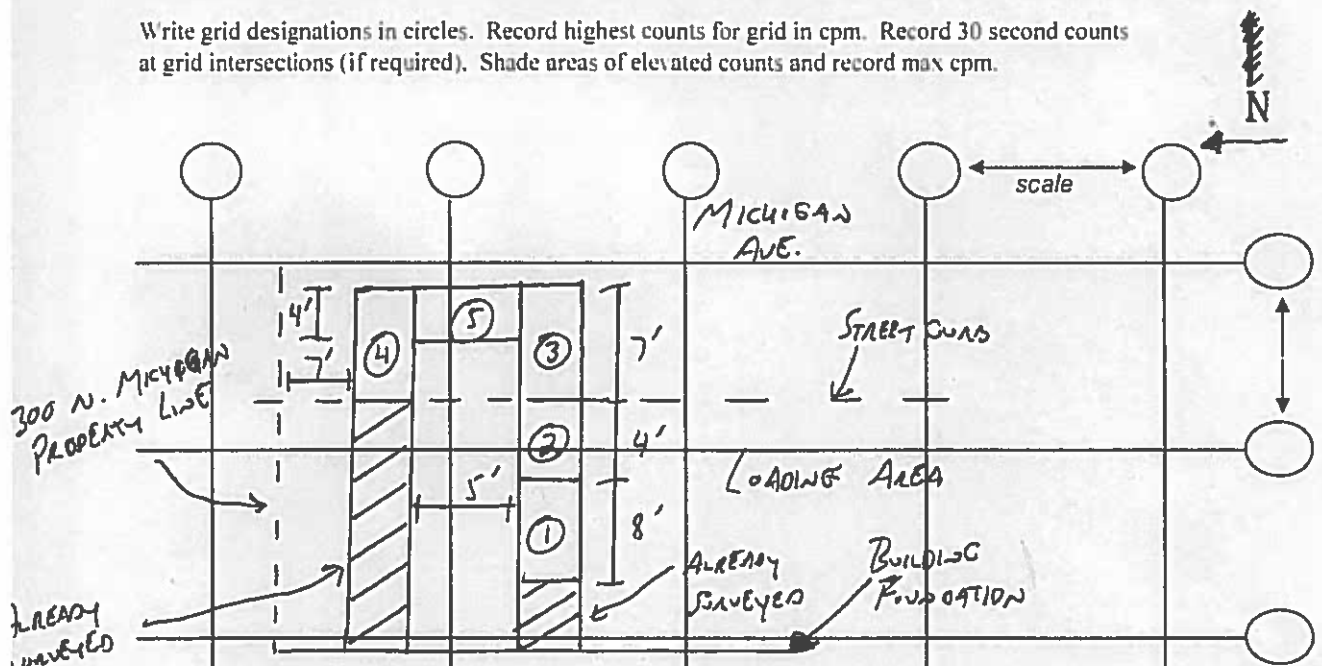 Write grid designations in circles. Record highest counts for grid in cpm. Record 30 second counts
at grid intersections (if required). Shade areas of elevated counts and record max cpm.
N
scale
MICHIGAN
AVE.
4'
5
4
3
7'
7'
STREET CURB
300 N. MICHIGAN
PROPERTY LINE
2
4'
LOADING AREA
5'
1
8'
ALREADY
SURVEYED
BUILDING
FOUNDATION
ALREADY
SURVEYED